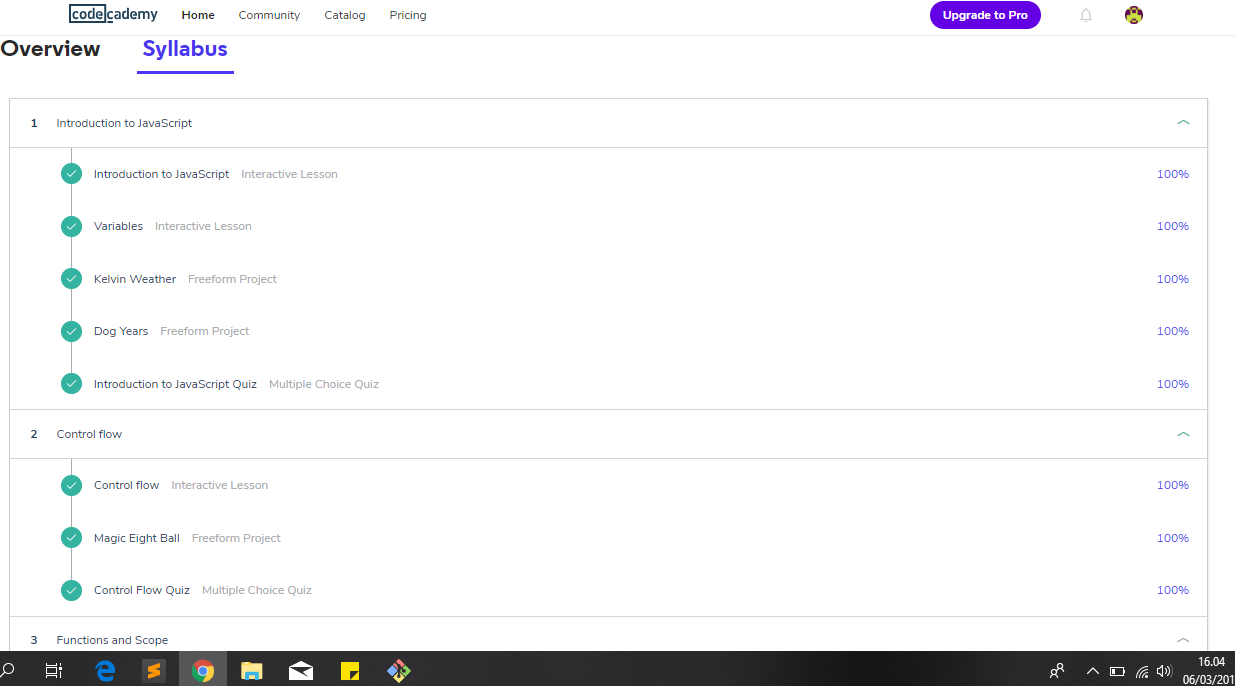 codecademy Home Community Catalog Pricing Upgrade to Pro
Overview Syllabus
1 Introduction to JavaScript
Introduction to JavaScript Interactive Lesson 100%
Variables Interactive Lesson 100%
Kelvin Weather Freeform Project 100%
Dog Years Freeform Project 100%
Introduction to JavaScript Quiz Multiple Choice Quiz 100%
2 Control flow
Control flow Interactive Lesson 100%
Magic Eight Ball Freeform Project 100%
Control Flow Quiz Multiple Choice Quiz 100%
3 Functions and Scope
16.04
06/03/201